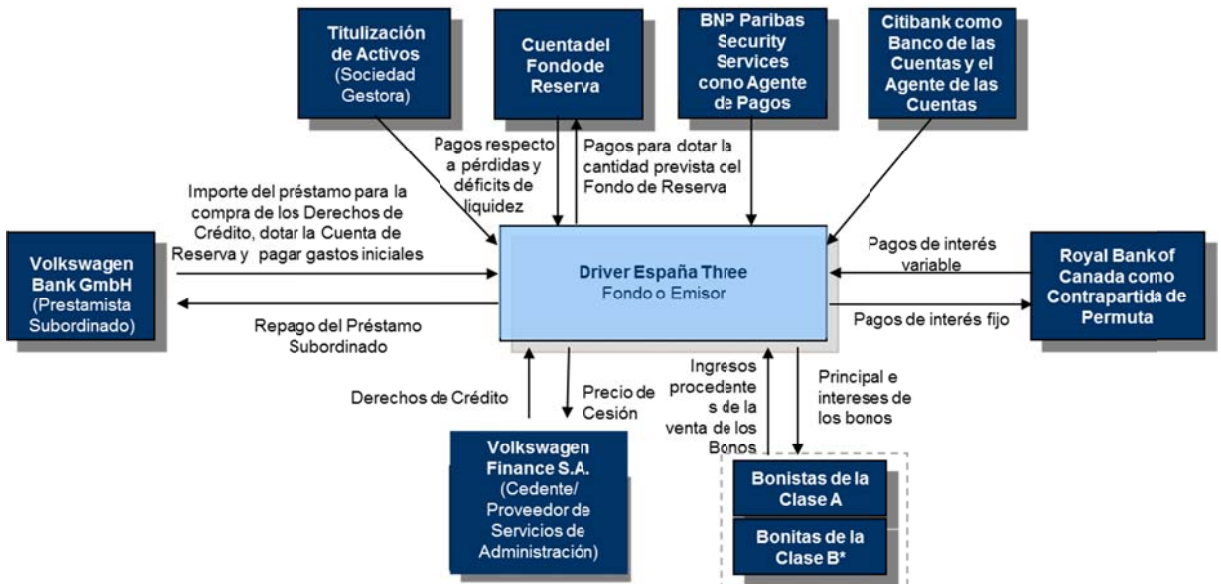 Titulización
de Activos
(Sociedad
Gestora)
Cuenta del
Fondo de
Reserva
BNP Paribas
Security
Services
como Agente
de Pagos
Citibank como
Banco de las
Cuentas y el
Agente de las
Cuentas
Pagos respecto
a pérdidas y
déficits de
liquidez
Pagos para dotar la
cantidad prevista cel
Fondo de Reserva
Importe del préstamo para la
compra de los Derechos de
Crédito, dotar la Cuenta de
Reserva y pagar gastos iniciales
Volkswagen
Bank GmbH
(Prestamista
Subordinado)
Repago del Préstamo
Subordinado
Driver España Three
Fondo o Emisor
Pagos de interés
variable
Pagos de interés fijo
Royal Bank of
Canada como
Contrapartida de
Permuta
Derechos de Crédito
Precio de
Cesión
Ingresos
procedente
s de la
venta de los
Bonos
Principal e
intereses de
los bonos
Volkswagen
Finance S.A.
(Cedente/
Proveedor de
Servicios de
Administración)
Bonistas de la
Clase A
Bonitas de la
Clase B*